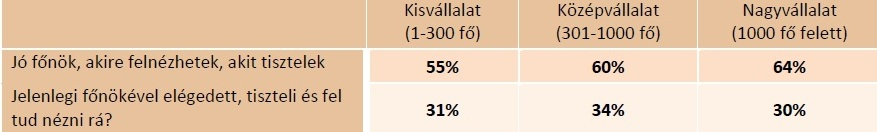 Kisvállalat Középvállalat Nagyvállalat
(1-300 fő) (301-1000 fő) (1000 fő felett)
Jó főnök, akire felnézhetek, akit tisztelek 55% 60% 64%
Jelenlegi főnökével elégedett, tiszteli és fel
tud nézni rá? 31% 34% 30%